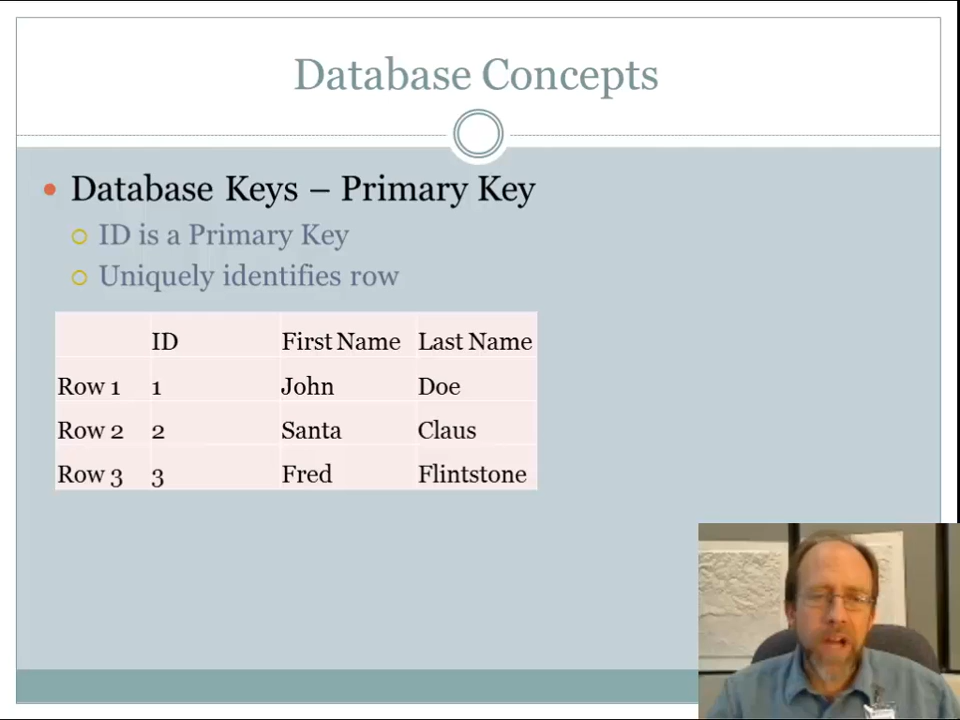 Database Concepts
Database Keys – Primary Key
ID is a Primary Key
Uniquely identifies row
ID First Name Last Name
Row 1 1 John Doe
Row 2 2 Santa Claus
Row 3 3 Fred Flintstone